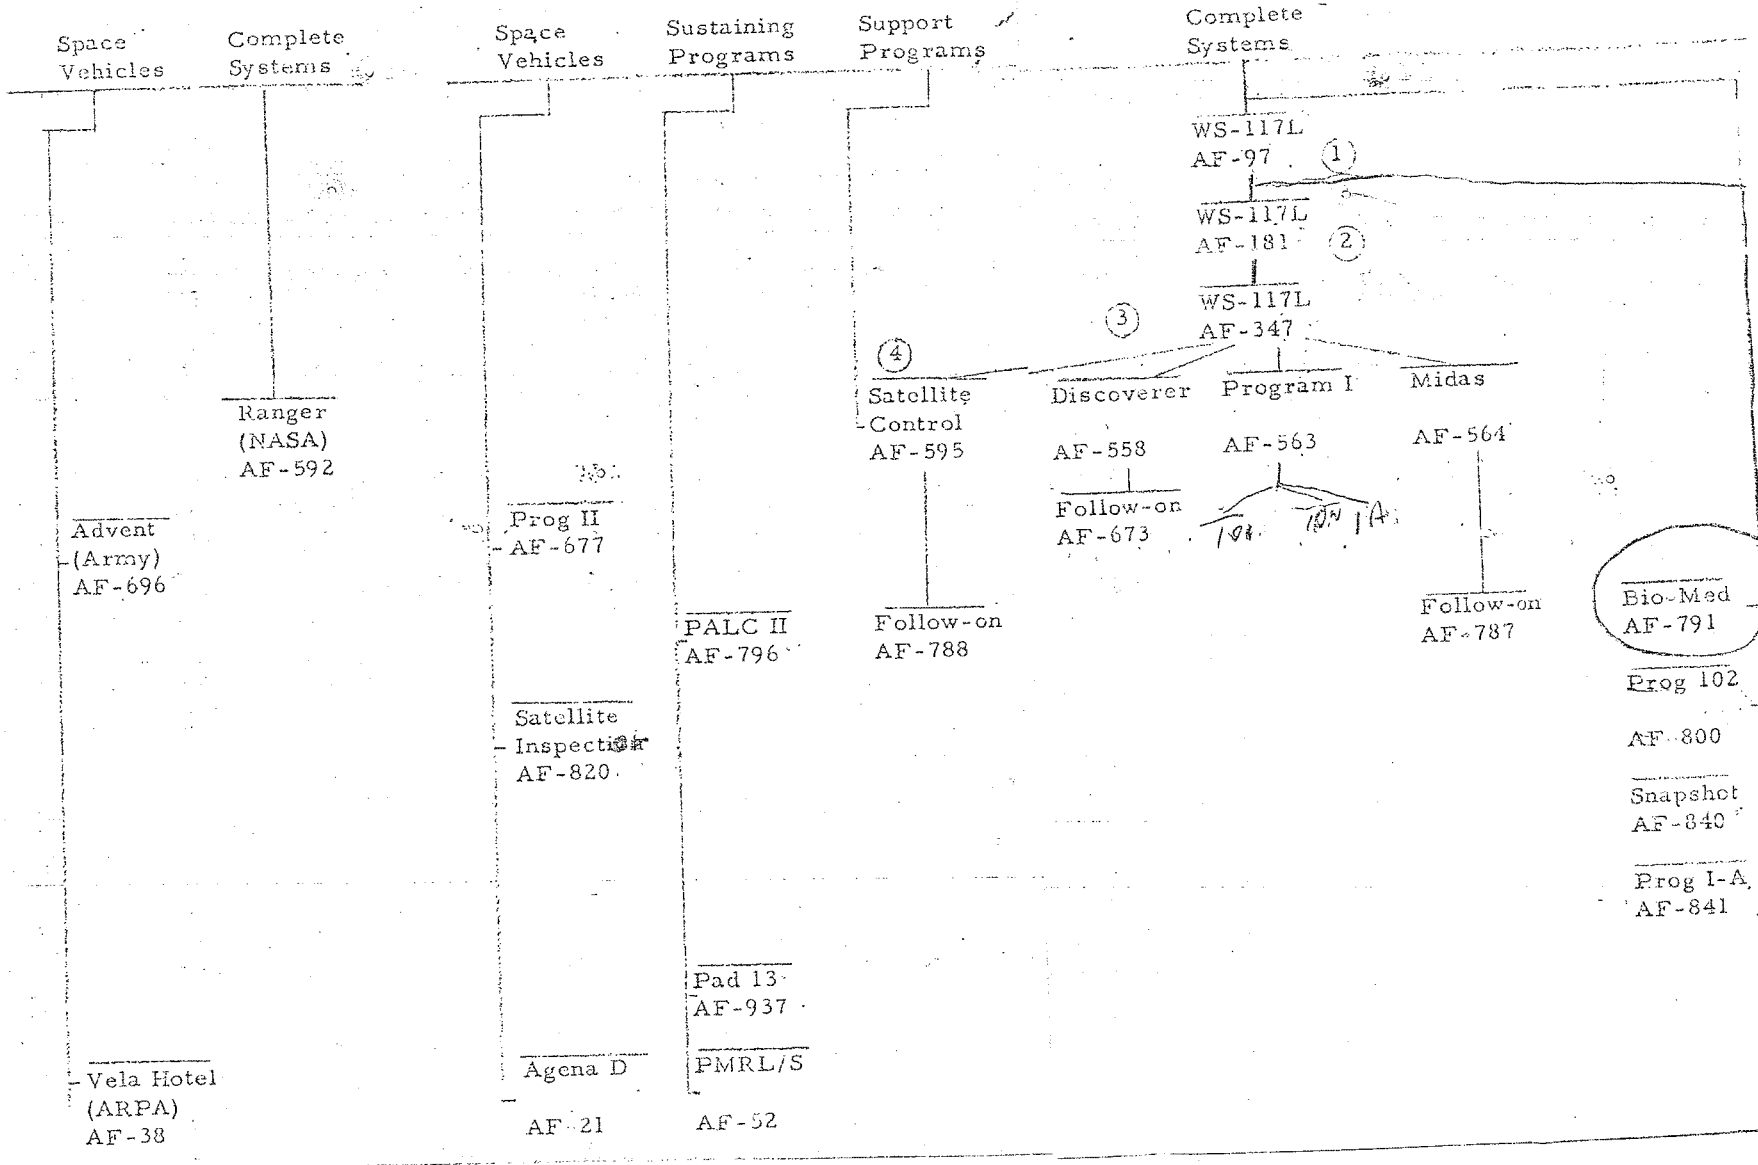 Space
Vehicles
Complete
Systems
Space
Vehicles
Sustaining
Programs
Support
Programs
Complete
Systems
WS-117L
AF-97
1
WS-117L
AF-181
2
WS-117L
AF-347
3
4
Satellite
Control
AF-595
Discoverer
AF-558
Program I
AF-563
Midas
AF-564
Ranger
(NASA)
AF-592
Advent
(Army)
AF-696
Prog II
AF-677
Follow-on
AF-673
IA
PALC II
AF-796
Follow-on
AF-788
Follow-on
AF-787
Bio-Med
AF-791
Prog 102
AF-800
Satellite
Inspection
AF-820
Snapshot
AF-840
Prog I-A
AF-841
Pad 13
AF-937
Vela Hotel
(ARPA)
AF-38
Agena D
AF-21
PMRL/S
AF-52